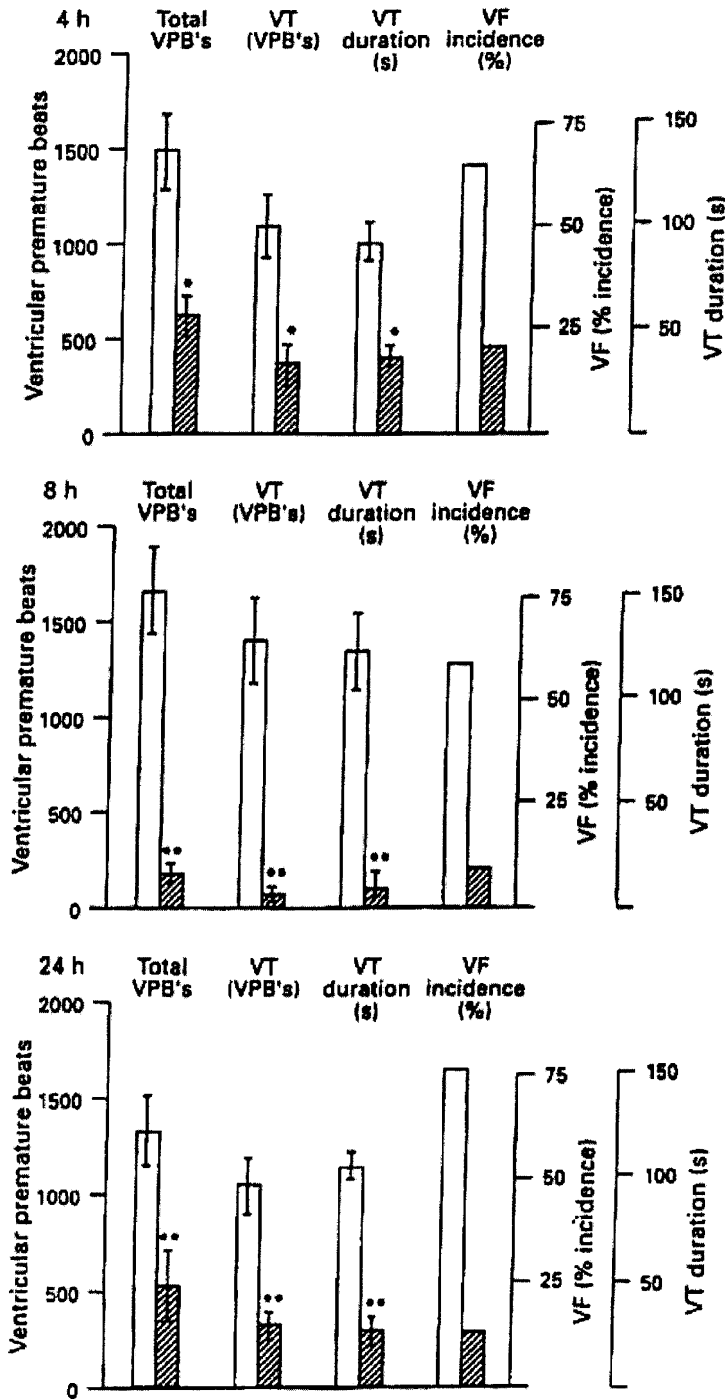 4 h
Total VPB's
VT (VPB's)
VT duration (s)
VF incidence (%)
Ventricular premature beats
2000
1500
1000
500
0
75
50
25
VF (% incidence)
150
100
50
VT duration (s)
*
*
*
8 h
Total VPB's
VT (VPB's)
VT duration (s)
VF incidence (%)
Ventricular premature beats
2000
1500
1000
500
0
75
50
25
VF (% incidence)
150
100
50
VT duration (s)
**
**
**
24 h
Total VPB's
VT (VPB's)
VT duration (s)
VF incidence (%)
Ventricular premature beats
2000
1500
1000
500
0
75
50
25
VF (% incidence)
150
100
50
VT duration (s)
**
**
**